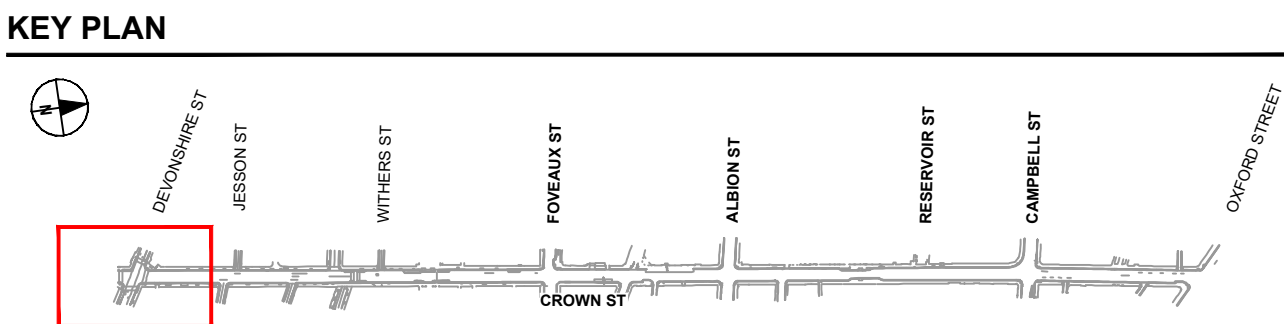 KEY PLAN
N
DEVONSHIRE ST
JESSON ST
WITHERS ST
FOVEAUX ST
ALBION ST
RESERVOIR ST
CAMPBELL ST
OXFORD STREET
CROWN ST